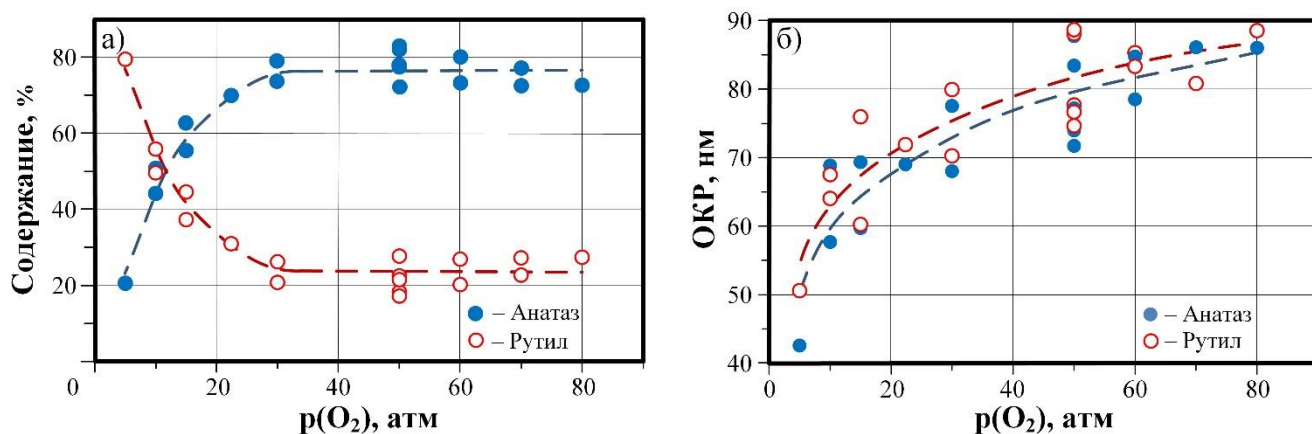 а)
Содержание, %
80
60
40
20
0
20
40
60
80
p(O₂), атм
– Анатаз
– Рутил
б)
ОКР, нм
90
80
70
60
50
40
0
20
40
60
80
p(O₂), атм
– Анатаз
– Рутил